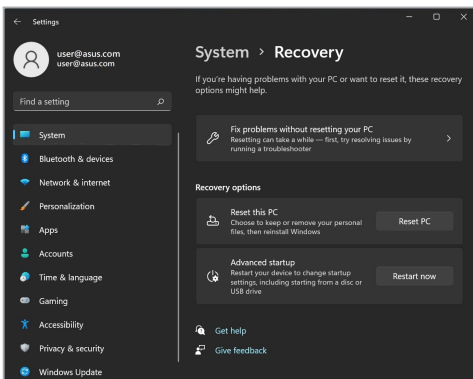 Settings
user@asus.com
user@asus.com
Find a setting
System
Bluetooth & devices
Network & internet
Personalization
Apps
Accounts
Time & language
Gaming
Accessibility
Privacy & security
Windows Update
System > Recovery
If you're having problems with your PC or want to reset it, these recovery
options might help.
Fix problems without resetting your PC
Resetting can take a while — first, try resolving issues by
running a troubleshooter
Recovery options
Reset this PC
Choose to keep or remove your personal
files, then reinstall Windows
Reset PC
Advanced startup
Restart your device to change startup
settings, including starting from a disc or
USB drive
Restart now
Get help
Give feedback